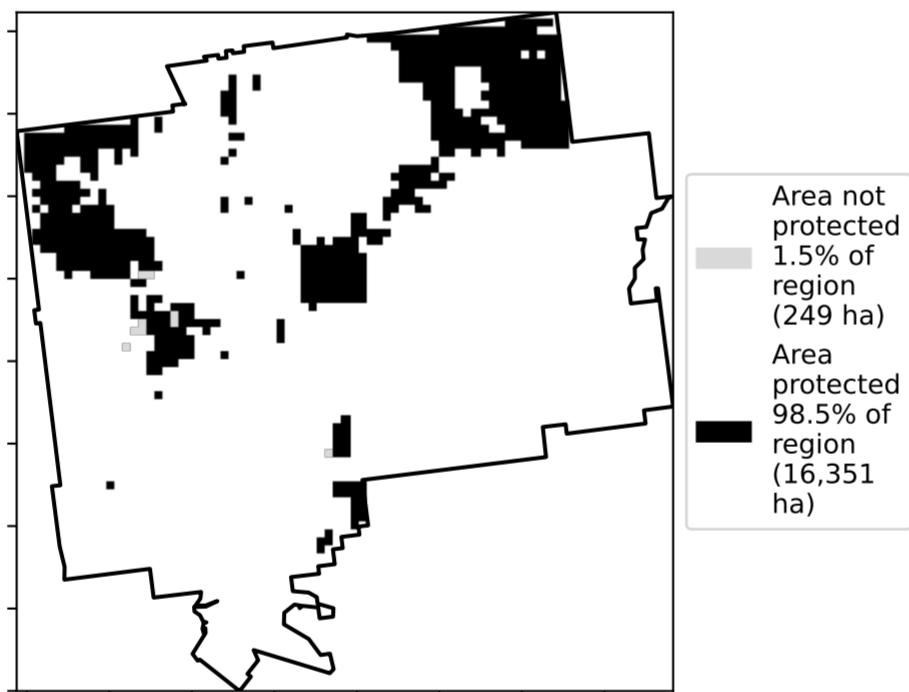 Area not
protected
1.5% of
region
(249 ha)
Area
protected
98.5% of
region
(16,351
ha)